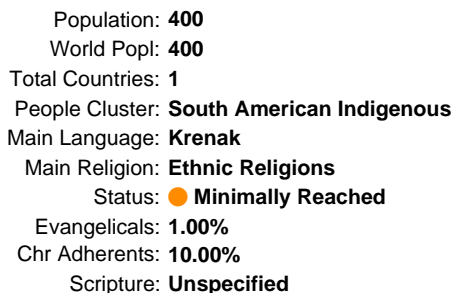 Population: 400
World Popl: 400
Total Countries: 1
People Cluster: South American Indigenous
Main Language: Krenak
Main Religion: Ethnic Religions
Status: Minimally Reached
Evangelicals: 1.00%
Chr Adherents: 10.00%
Scripture: Unspecified